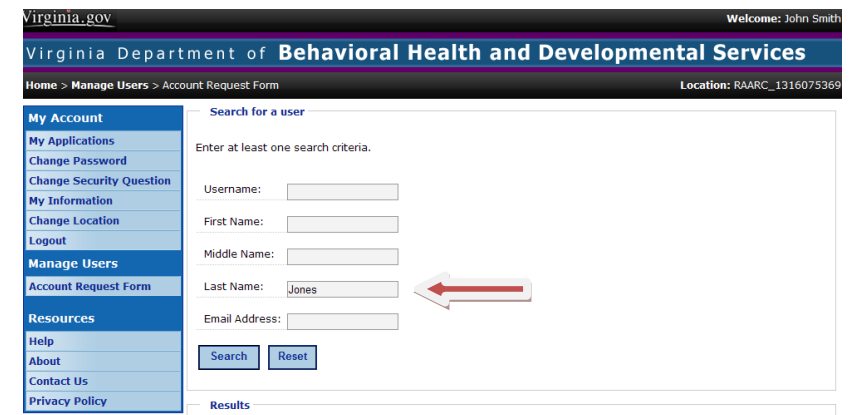 Virginia.gov
Welcome: John Smith
Virginia Department of Behavioral Health and Developmental Services
Home > Manage Users > Account Request Form
Location: RAARC_1316075369
My Account
My Applications
Change Password
Change Security Question
My Information
Change Location
Logout
Manage Users
Account Request Form
Resources
Help
About
Contact Us
Privacy Policy
Search for a user
Enter at least one search criteria.
Username:
First Name:
Middle Name:
Last Name: Jones
Email Address:
Search Reset
Results